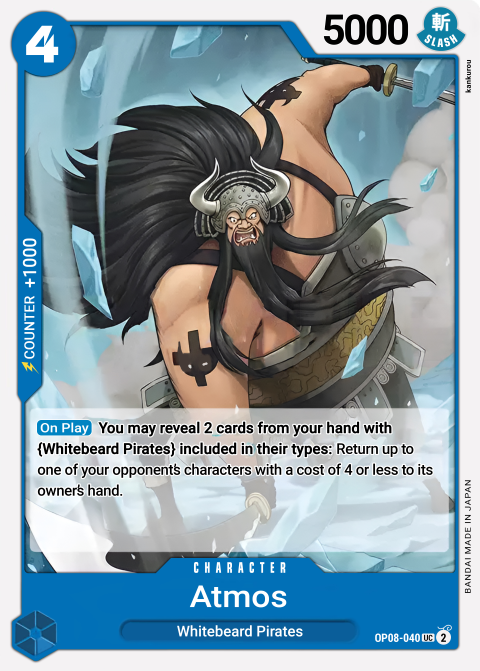 4
5000
斬
SLASH
kankurou
COUNTER +1000
On Play You may reveal 2 cards from your hand with
{Whitebeard Pirates} included in their types: Return up to
one of your opponent's characters with a cost of 4 or less to its
owner's hand.
BANDAI MADE IN JAPAN
CHARACTER
Atmos
Whitebeard Pirates
OP08-040 UC 2